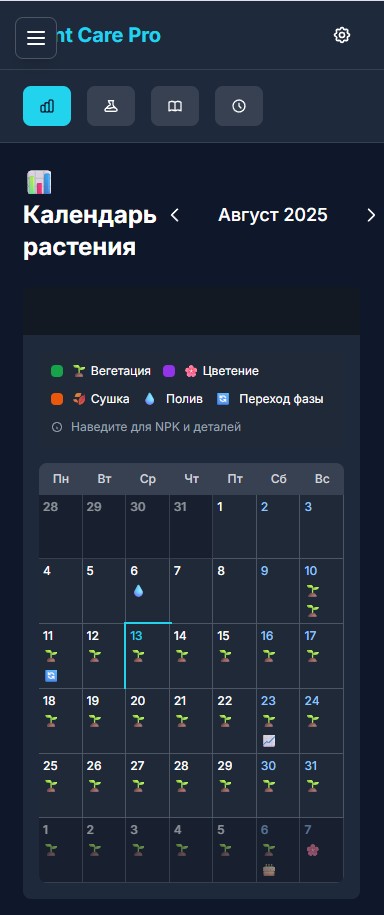 nt Care Pro
Календарь
растения
Август 2025
Вегетация Цветение
Сушка Полив Переход фазы
Наведите для NPK и деталей
Пн Вт Ср Чт Пт Сб Вс
28 29 30 31 1 2 3
4 5 6 7 8 9 10
11 12 13 14 15 16 17
18 19 20 21 22 23 24
25 26 27 28 29 30 31
1 2 3 4 5 6 7